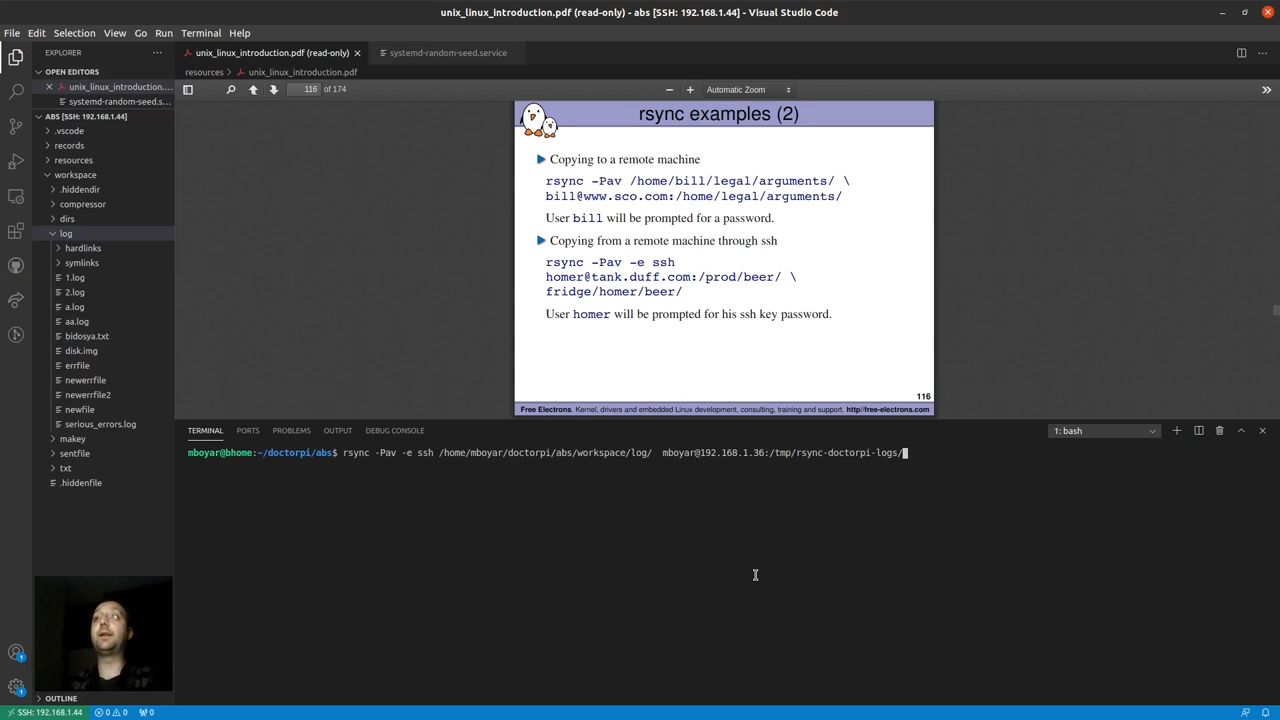 unix_linux_introduction.pdf (read-only) - abs [SSH: 192.168.1.44] - Visual Studio Code
File Edit Selection View Go Run Terminal Help
EXPLORER
OPEN EDITORS
unix_linux_introduction....
systemd-random-seed.s...
ABS [SSH: 192.168.1.44]
.vscode
records
resources
workspace
.hiddendir
compressor
dirs
log
hardlinks
symlinks
1.log
2.log
a.log
aa.log
bidosya.txt
disk.img
errfile
newerrfile
newerrfile2
newfile
serious_errors.log
makey
sentfile
txt
.hiddenfile
OUTLINE
unix_linux_introduction.pdf (read-only)
systemd-random-seed.service
resources > unix_linux_introduction.pdf
116 of 174
Automatic Zoom
rsync examples (2)
Copying to a remote machine
rsync -Pav /home/bill/legal/arguments/ \
bill@www.sco.com:/home/legal/arguments/
User bill will be prompted for a password.
Copying from a remote machine through ssh
rsync -Pav -e ssh
homer@tank.duff.com:/prod/beer/ \
fridge/homer/beer/
User homer will be prompted for his ssh key password.
116
Free Electrons. Kernel, drivers and embedded Linux development, consulting, training and support. http//free-electrons.com
TERMINAL PORTS PROBLEMS OUTPUT DEBUG CONSOLE
1: bash
mboyar@bhome:~/doctorpi/abs$ rsync -Pav -e ssh /home/mboyar/doctorpi/abs/workspace/log/  mboyar@192.168.1.36:/tmp/rsync-doctorpi-logs/
1
1
SSH: 192.168.1.44 0 0 0